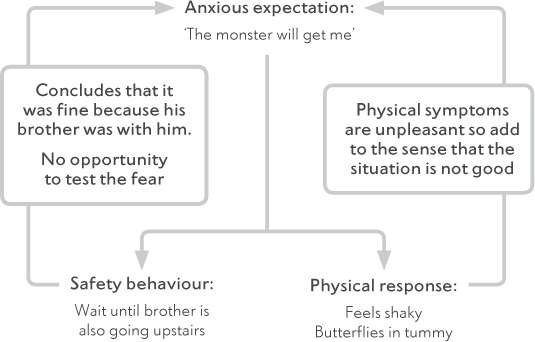 Anxious expectation:
‘The monster will get me’
Concludes that it
was fine because his
brother was with him.
No opportunity
to test the fear
Physical symptoms
are unpleasant so add
to the sense that the
situation is not good
Safety behaviour:
Wait until brother is
also going upstairs
Physical response:
Feels shaky
Butterflies in tummy